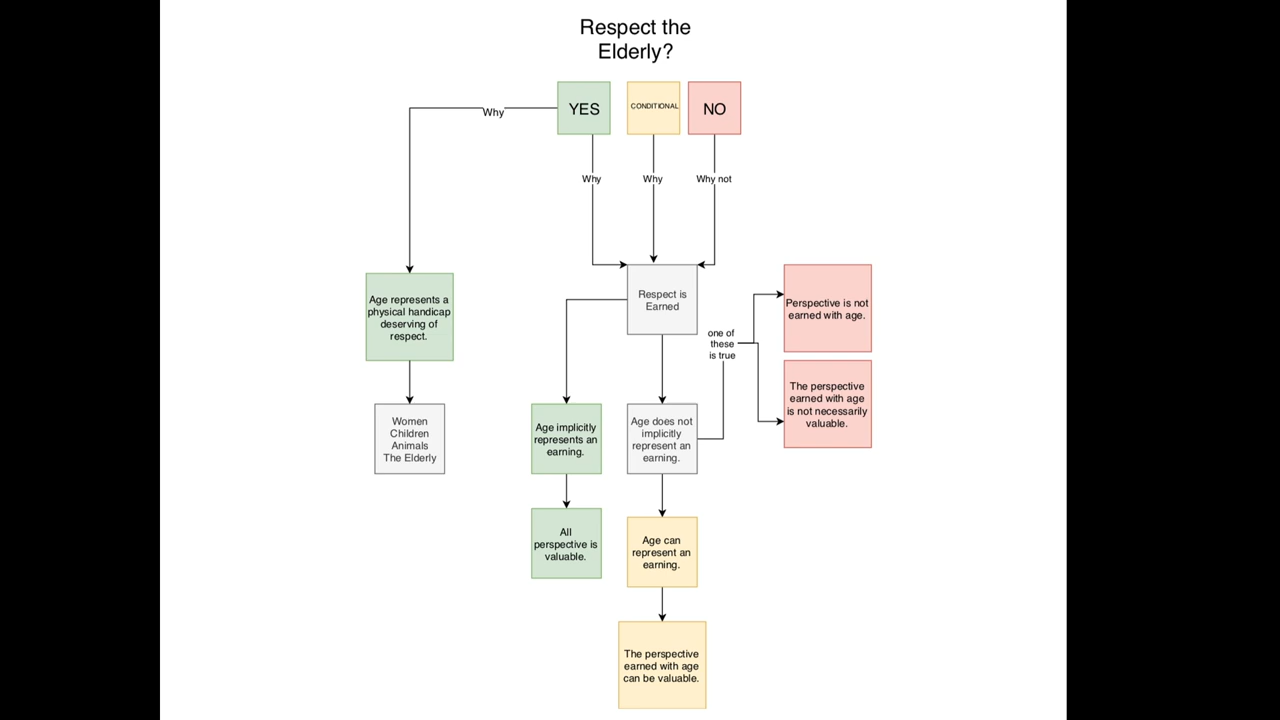 Respect the
Elderly?
YES
CONDITIONAL
NO
Why
Why
Why
Why not
Age represents a
physical handicap
deserving of
respect.
Respect is
Earned
Perspective is not
earned with age.
one of
these
is true
The perspective
earned with age
is not necessarily
valuable.
Women
Children
Animals
The Elderly
Age implicitly
represents an
earning.
Age does not
implicitly
represent an
earning.
All
perspective is
valuable.
Age can
represent an
earning.
The perspective
earned with age
can be valuable.